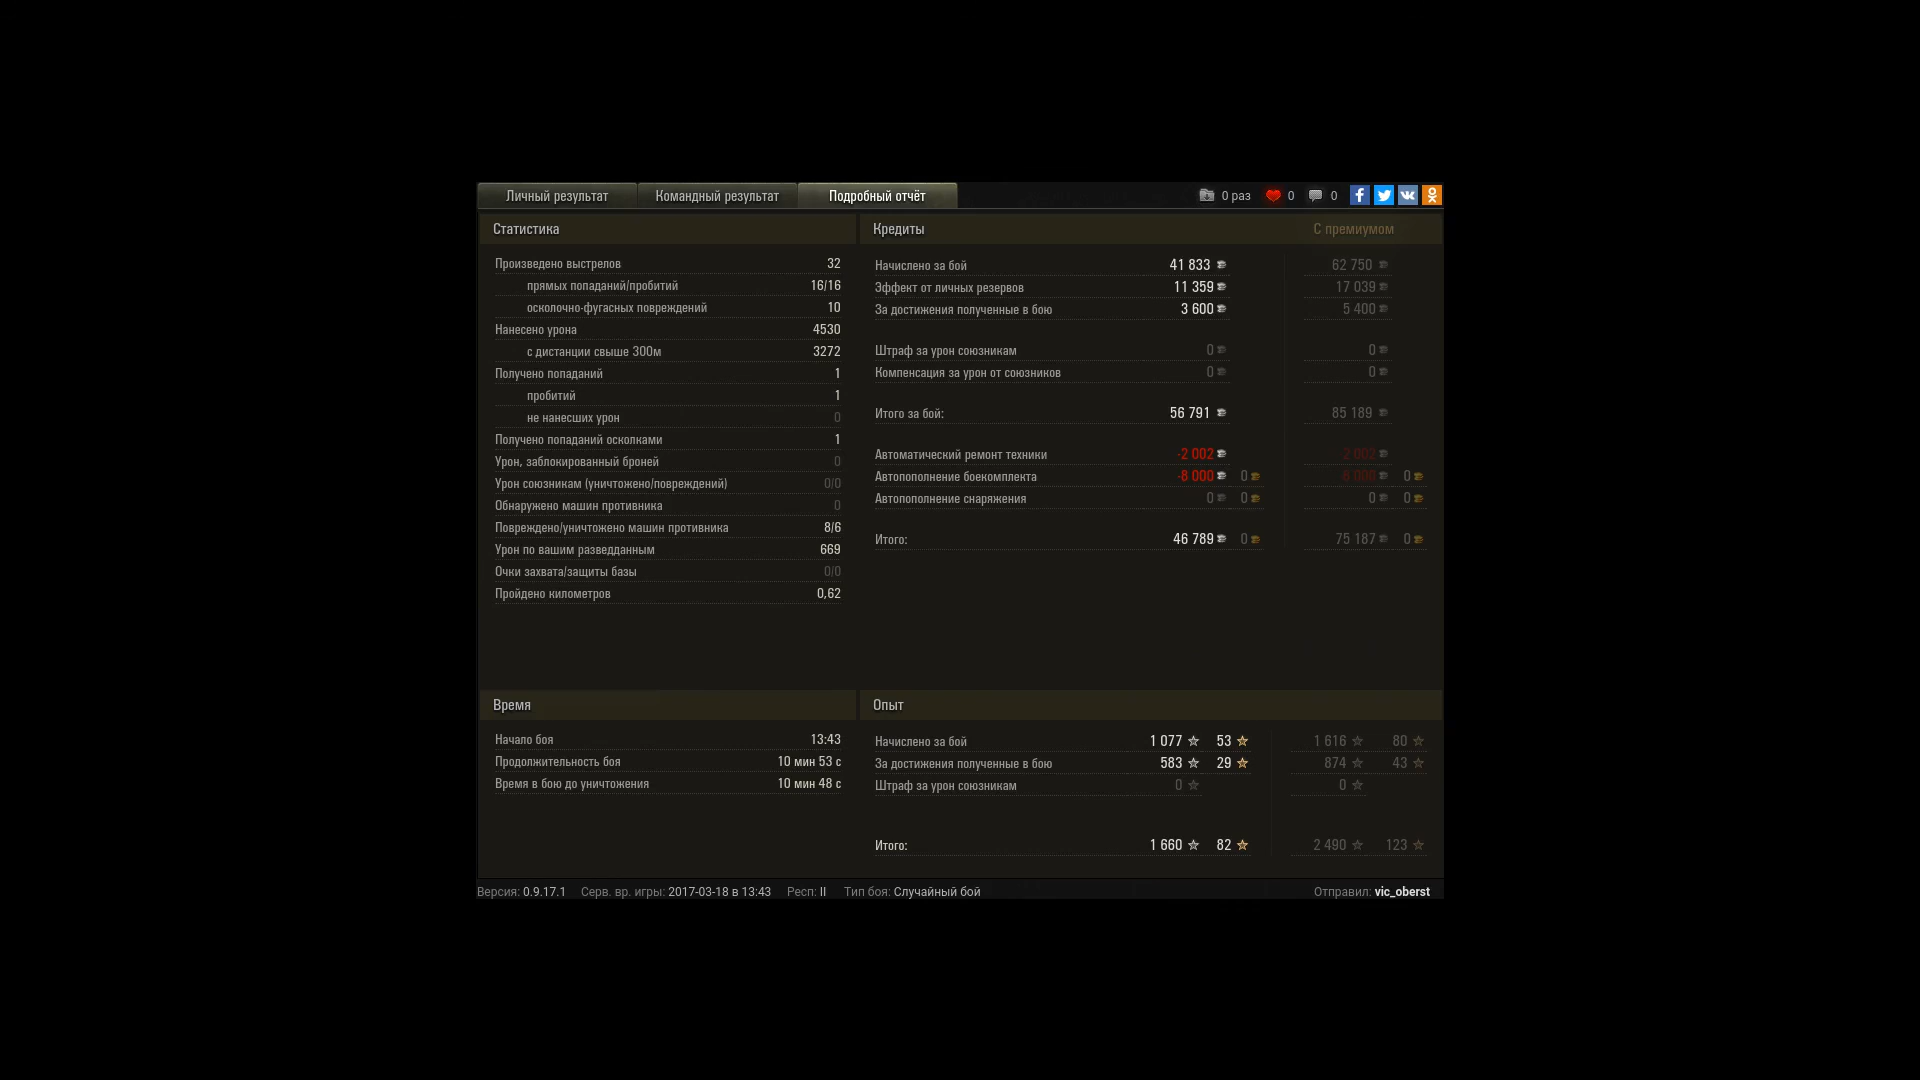 Личный результат Командный результат Подробный отчёт 0 раз 0 0
Статистика
Произведено выстрелов 32
прямых попаданий/пробитий 16/16
осколочно-фугасных повреждений 10
Нанесено урона 4530
с дистанции свыше 300м 3272
Получено попаданий 1
пробитий 1
не нанесших урон 0
Получено попаданий осколками 1
Урон, заблокированный броней 0
Урон союзникам (уничтожено/повреждений) 0/0
Обнаружено машин противника 0
Повреждено/уничтожено машин противника 8/6
Урон по вашим разведданным 669
Очки захвата/защиты базы 0/0
Пройдено километров 0,62
Кредиты С премиумом
Начислено за бой 41 833 62 750
Эффект от личных резервов 11 359 17 039
За достижения полученные в бою 3 600 5 400
Штраф за урон союзникам 0 0
Компенсация за урон от союзников 0 0
Итого за бой: 56 791 85 189
Автоматический ремонт техники -2 002 -2 002
Автопополнение боекомплекта -8 000 0 -8 000 0
Автопополнение снаряжения 0 0 0 0
Итого: 46 789 0 75 187 0
Время
Начало боя 13:43
Продолжительность боя 10 мин 53 с
Время в бою до уничтожения 10 мин 48 с
Опыт
Начислено за бой 1 077 53 1 616 80
За достижения полученные в бою 583 29 874 43
Штраф за урон союзникам 0 0
Итого: 1 660 82 2 490 123
Версия: 0.9.17.1 Серв. вр. игры: 2017-03-18 в 13:43 Респ: II Тип боя: Случайный бой Отправил: vic_oberst